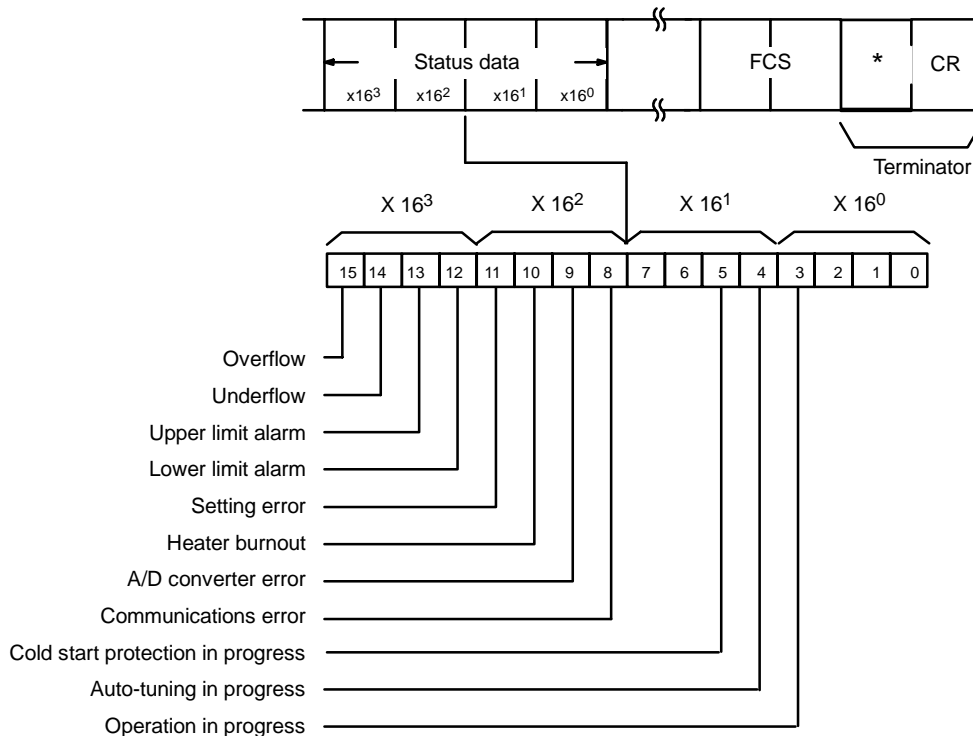 Status data
FCS
*
CR
x16³ x16² x16¹ x16⁰
Terminator
X 16³ X 16² X 16¹ X 16⁰
15 14 13 12 11 10 9 8 7 6 5 4 3 2 1 0
Overflow
Underflow
Upper limit alarm
Lower limit alarm
Setting error
Heater burnout
A/D converter error
Communications error
Cold start protection in progress
Auto-tuning in progress
Operation in progress